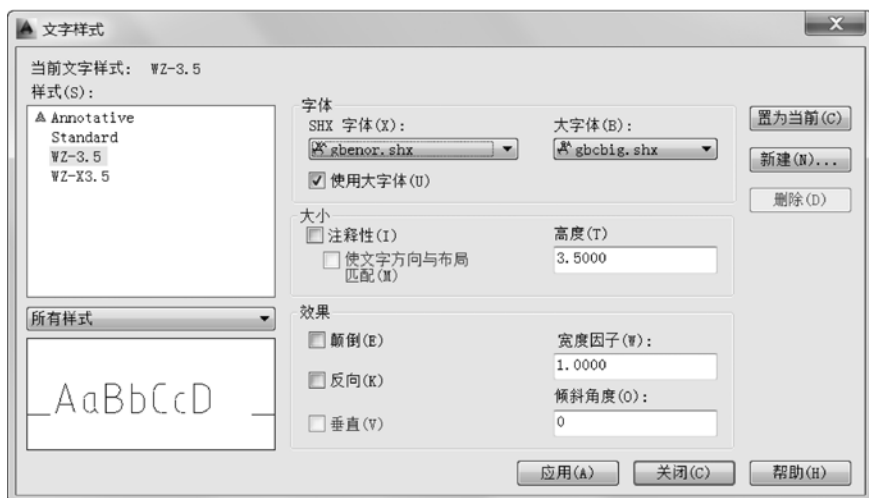 文字样式
当前文字样式: WZ-3.5
样式(S):
Annotative
Standard
WZ-3.5
WZ-X3.5
所有样式
AaBbCcD
字体
SHX 字体(X):
gbenor.shx
大字体(B):
gbcbig.shx
使用大字体(U)
大小
注释性(I)
使文字方向与布局
匹配(M)
高度(T)
3.5000
效果
颠倒(E)
反向(K)
垂直(V)
宽度因子(W):
1.0000
倾斜角度(O):
0
置为当前(C)
新建(N)...
删除(D)
应用(A)
关闭(C)
帮助(H)